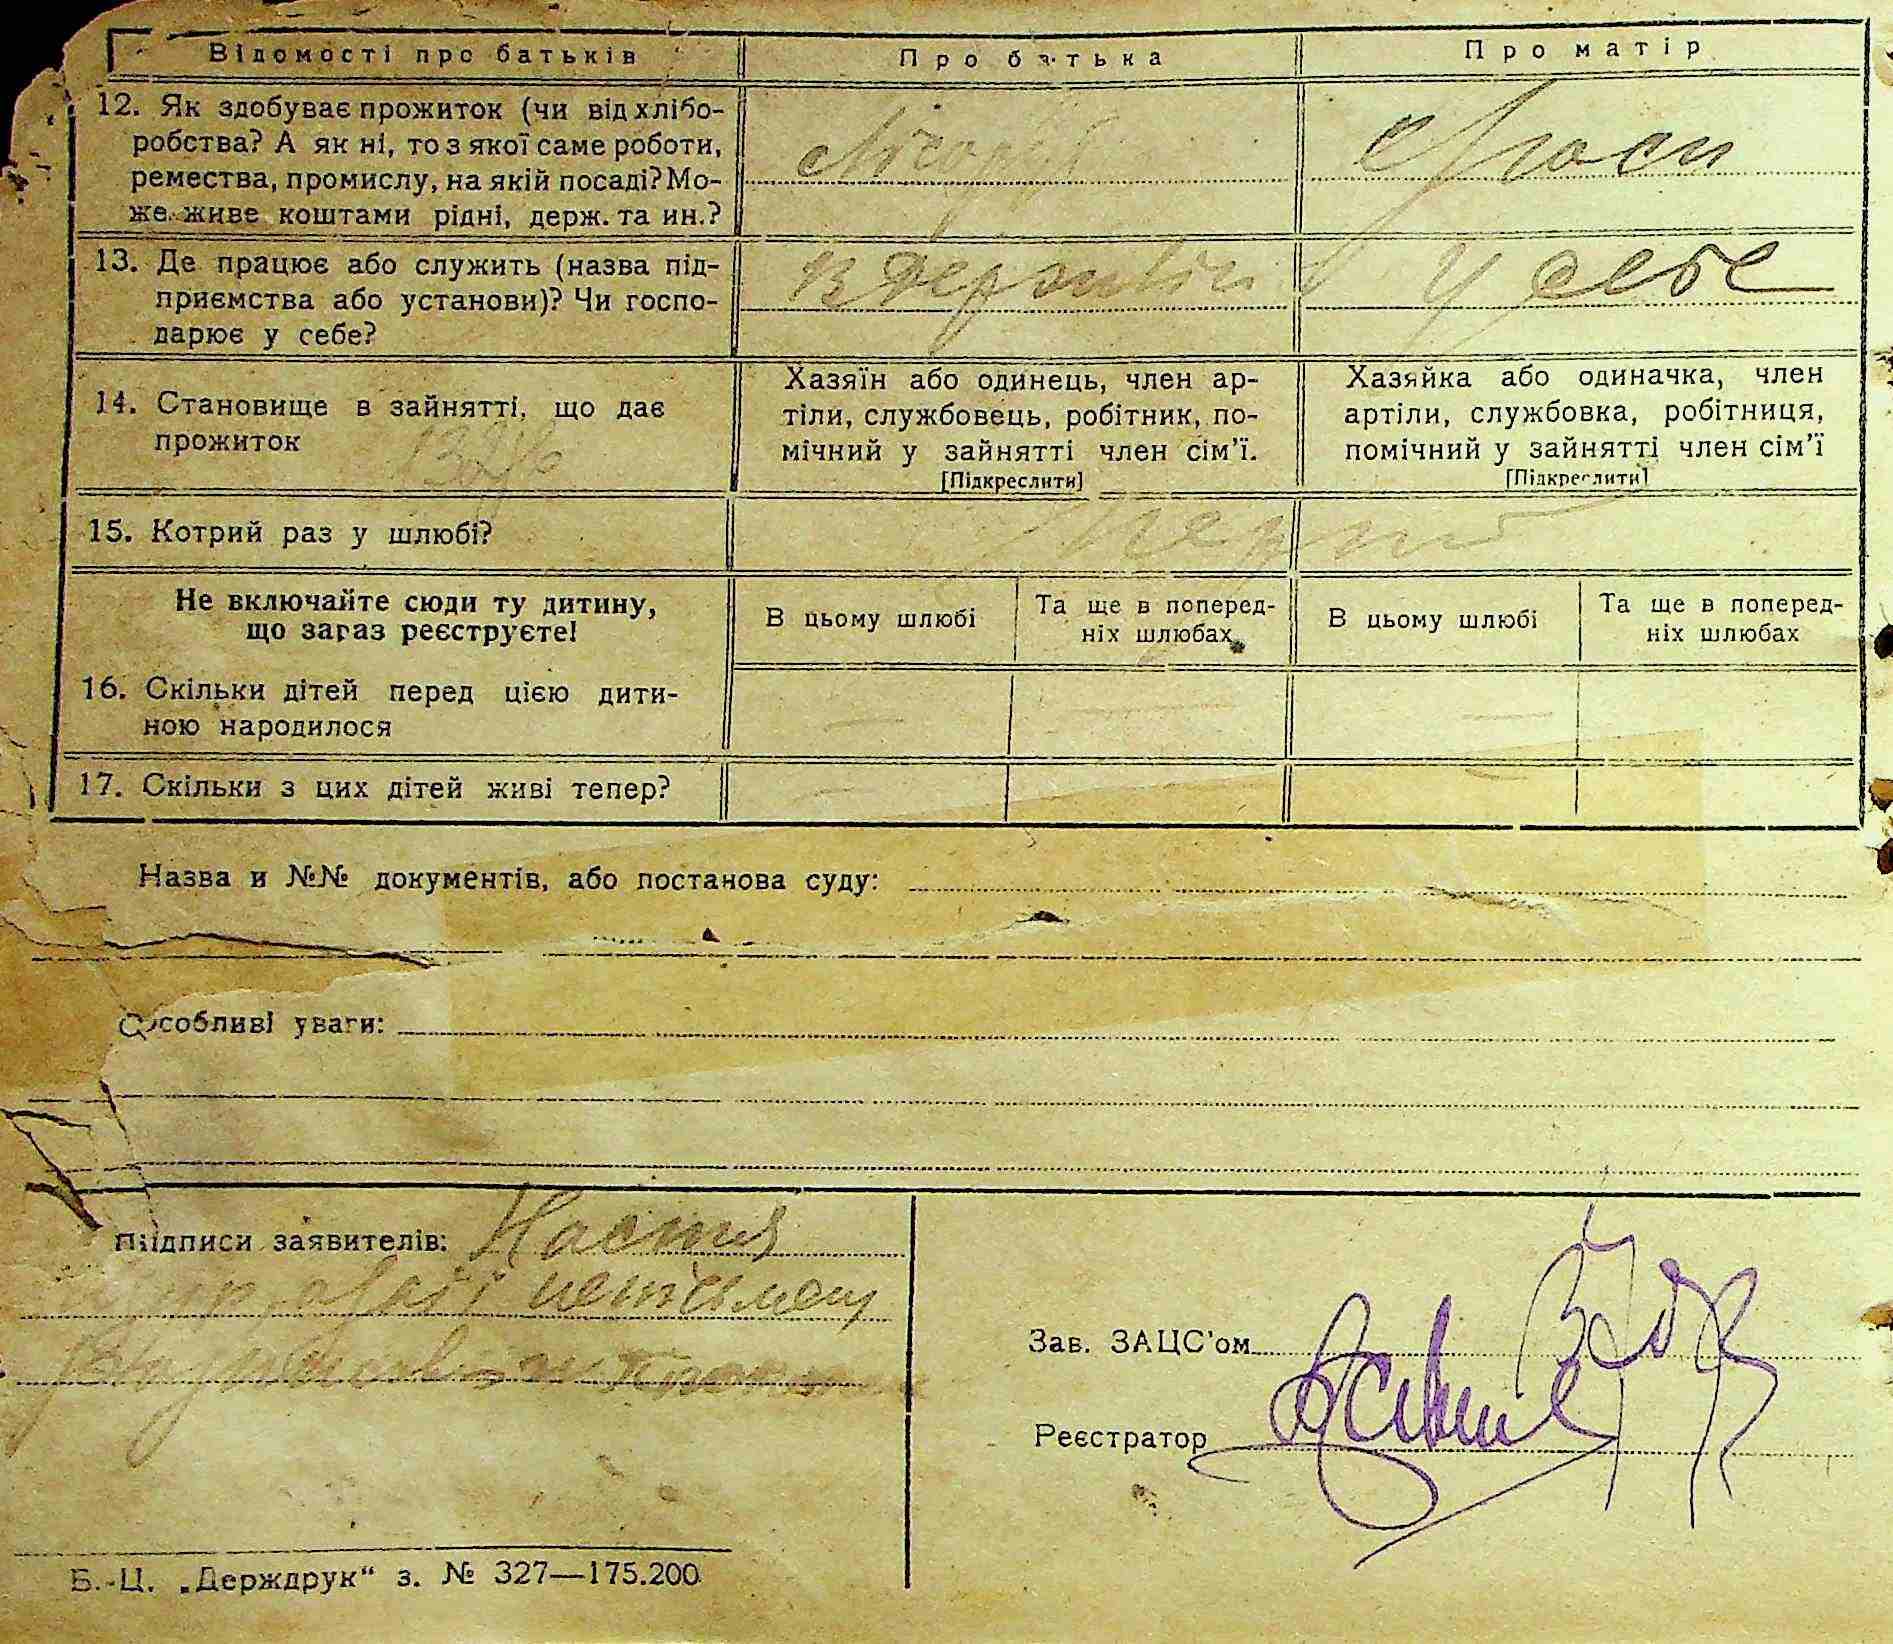 Відомості про батьків Про батька Про матір
12. Як здобуває прожиток (чи від хлібо-
робства? А як ні, то з якої саме роботи,
ремества, промислу, на якій посаді? Мо-
же живе коштами рідні, держ. та ин.?
13. Де працює або служить (назва під-
приємства або установи)? Чи госпо-
дарює у себе?
У себе
14. Становище в зайнятті, що дає
прожиток
Хазяїн або одинець, член ар-
тіли, службовець, робітник, по-
мічний у зайнятті член сім'ї.
[Підкреслити]
Хазяйка або одиначка, член
артіли, службовка, робітниця,
помічний у зайнятті член сім'ї
[Підкреслити]
15. Котрий раз у шлюбі?
Не включайте сюди ту дитину,
що зараз реєструєте!
В цьому шлюбі
Та ще в поперед-
ніх шлюбах
В цьому шлюбі
Та ще в поперед-
ніх шлюбах
16. Скільки дітей перед цією дити-
ною народилося
17. Скільки з цих дітей живі тепер?
Назва и №№ документів, або постанова суду:
Особливі уваги:
Підписи заявителів: Настя
Зав. ЗАЦС'ом
Реєстратор
Б.-Ц. „Держдрук“ з. № 327—175.200